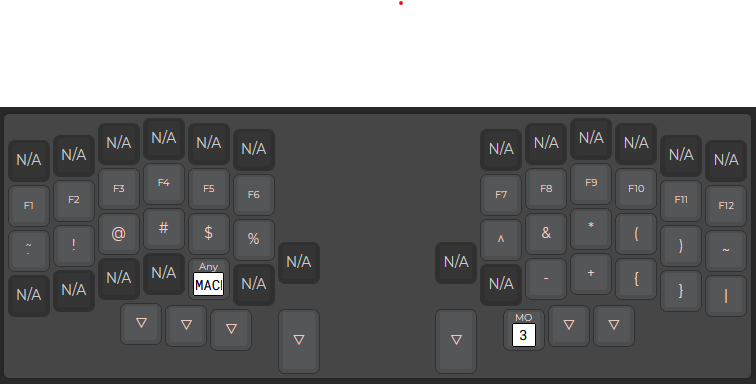 N/A N/A N/A N/A N/A N/A N/A N/A N/A N/A N/A N/A
F1 F2 F3 F4 F5 F6 F7 F8 F9 F10 F11 F12
~ ! @ # $ % ^ & * ( ) ~
N/A N/A
N/A N/A N/A N/A Any N/A N/A - + { } |
MAC
▽ ▽ ▽ ▽ ▽ MO ▽ ▽
3